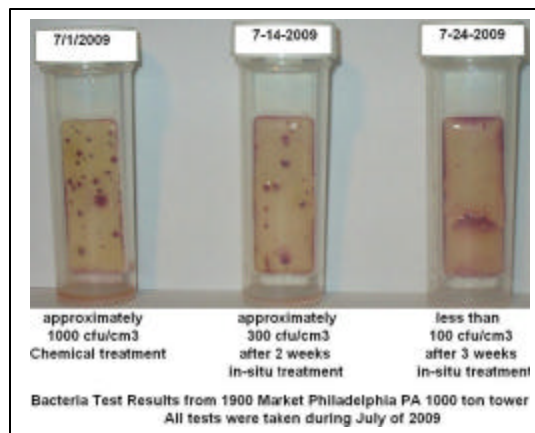 7/1/2009
7-14-2009
7-24-2009
approximately
1000 cfu/cm3
Chemical treatment
approximately
300 cfu/cm3
after 2 weeks
in-situ treatment
less than
100 cfu/cm3
after 3 weeks
in-situ treatment
Bacteria Test Results from 1900 Market Philadelphia PA 1000 ton tower
All tests were taken during July of 2009